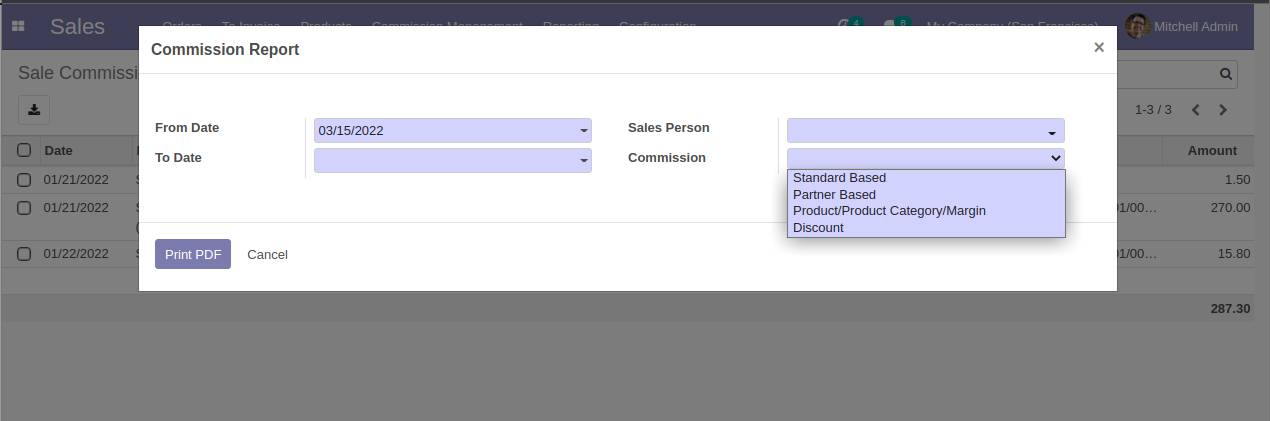 Sales Orders To Invoice Products Commission Management Reporting Configuration 4 8 My Company (San Francisco) Mitchell Admin
Commission Report ×
Sale Commissi
1-3 / 3
From Date 03/15/2022 Sales Person
To Date Commission
Standard Based
Partner Based
Product/Product Category/Margin
Discount
Print PDF Cancel
Date Amount
01/21/2022 1.50
01/21/2022 01/00… 270.00
01/22/2022 01/00… 15.80
287.30